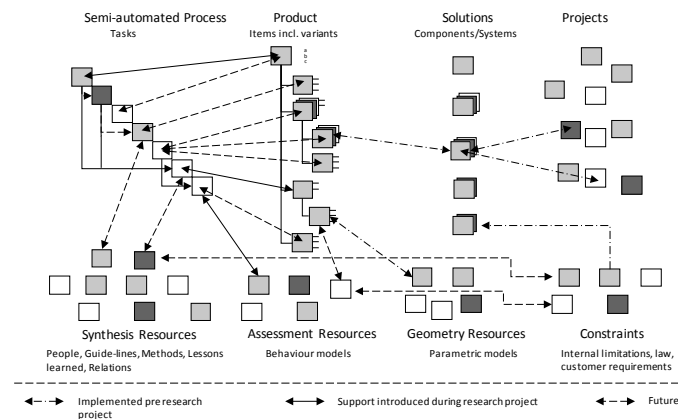 Semi-automated Process
Tasks
Product
Items incl. variants
Solutions
Components/Systems
Projects
a
b
c
Synthesis Resources
People, Guide-lines, Methods, Lessons
learned, Relations
Assessment Resources
Behaviour models
Geometry Resources
Parametric models
Constraints
Internal limitations, law,
customer requirements
Implemented pre research
project
Support introduced during research project
Future